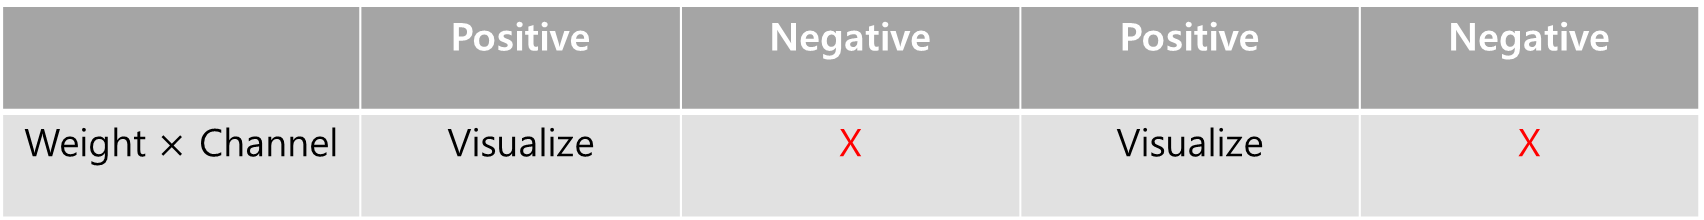 Positive Negative Positive Negative
Weight × Channel Visualize X Visualize X